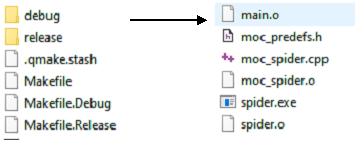 debug
release
.qmake.stash
Makefile
Makefile.Debug
Makefile.Release
main.o
moc_predefs.h
moc_spider.cpp
moc_spider.o
spider.exe
spider.o